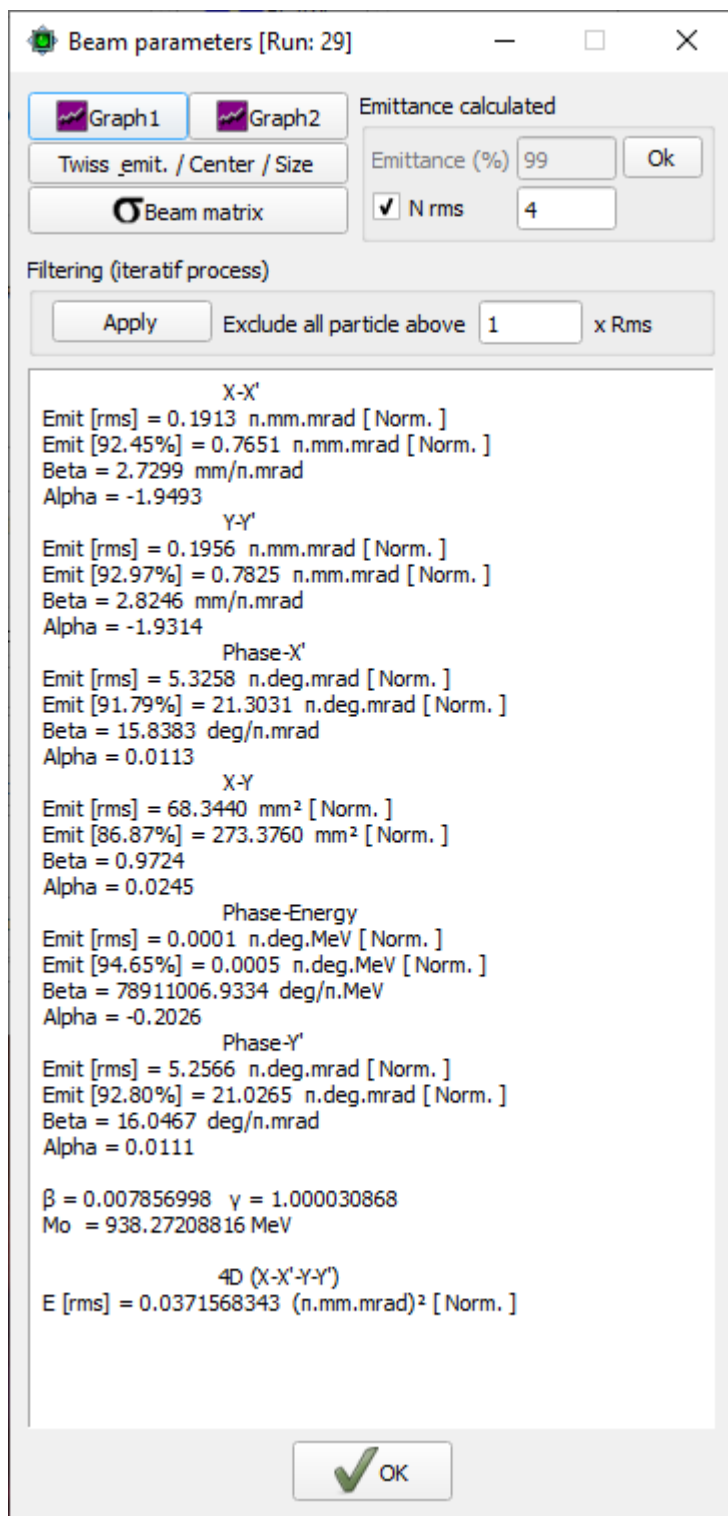 Beam parameters [Run: 29]
Graph1 Graph2 Emittance calculated
Twiss_emit. / Center / Size
Emittance (%) 99 Ok
σ Beam matrix
N rms 4
Filtering (iteratif process)
Apply Exclude all particle above 1 x Rms
X-X'
Emit [rms] = 0.1913 п.mm.mrad [ Norm. ]
Emit [92.45%] = 0.7651 п.mm.mrad [ Norm. ]
Beta = 2.7299 mm/п.mrad
Alpha = -1.9493
Y-Y'
Emit [rms] = 0.1956 п.mm.mrad [ Norm. ]
Emit [92.97%] = 0.7825 п.mm.mrad [ Norm. ]
Beta = 2.8246 mm/п.mrad
Alpha = -1.9314
Phase-X'
Emit [rms] = 5.3258 п.deg.mrad [ Norm. ]
Emit [91.79%] = 21.3031 п.deg.mrad [ Norm. ]
Beta = 15.8383 deg/п.mrad
Alpha = 0.0113
X-Y
Emit [rms] = 68.3440 mm² [ Norm. ]
Emit [86.87%] = 273.3760 mm² [ Norm. ]
Beta = 0.9724
Alpha = 0.0245
Phase-Energy
Emit [rms] = 0.0001 п.deg.MeV [ Norm. ]
Emit [94.65%] = 0.0005 п.deg.MeV [ Norm. ]
Beta = 78911006.9334 deg/п.MeV
Alpha = -0.2026
Phase-Y'
Emit [rms] = 5.2566 п.deg.mrad [ Norm. ]
Emit [92.80%] = 21.0265 п.deg.mrad [ Norm. ]
Beta = 16.0467 deg/п.mrad
Alpha = 0.0111
β = 0.007856998 γ = 1.000030868
Mo = 938.27208816 MeV
4D (X-X'-Y-Y')
E [rms] = 0.0371568343 (п.mm.mrad)² [ Norm. ]
OK